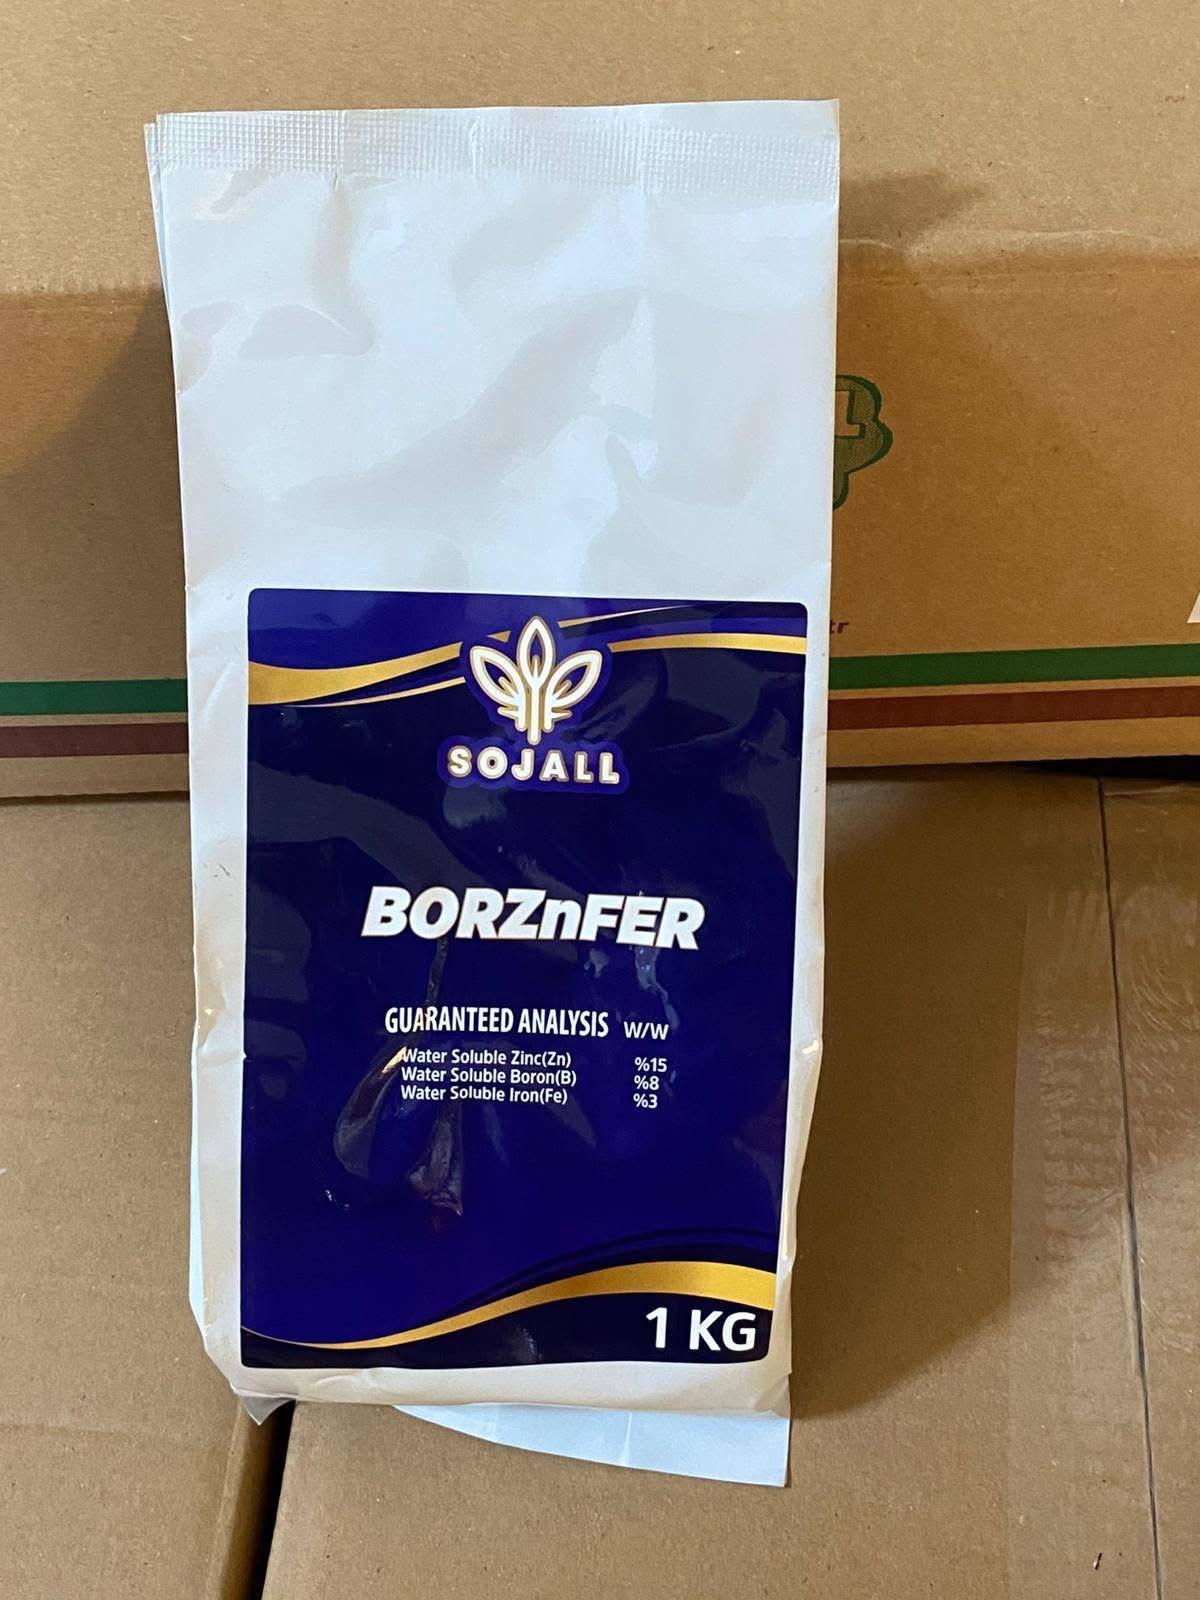 L
tr
SOJALL
BORZnFER
GUARANTEED ANALYSIS W/W
Water Soluble Zinc(Zn) %15
Water Soluble Boron(B) %8
Water Soluble Iron(Fe) %3
1 KG